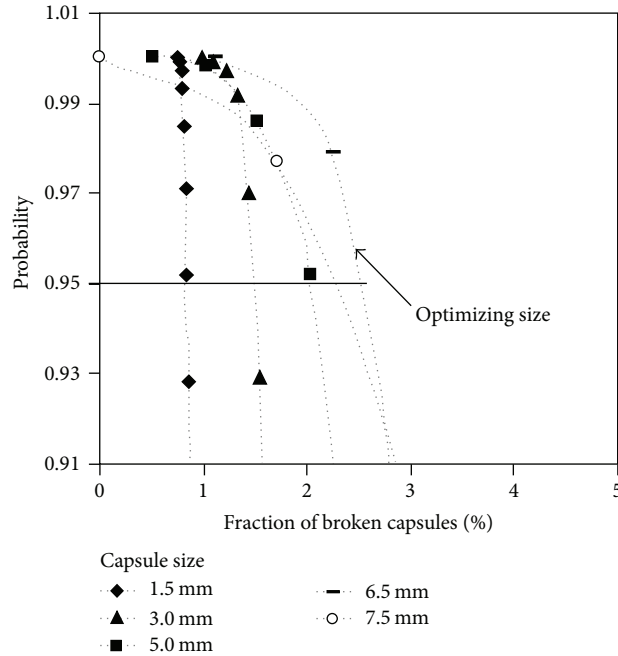 1.01
0.99
0.97
0.95
0.93
0.91
Probability
Optimizing size
0 1 2 3 4 5
Fraction of broken capsules (%)
Capsule size
1.5 mm
3.0 mm
5.0 mm
6.5 mm
7.5 mm